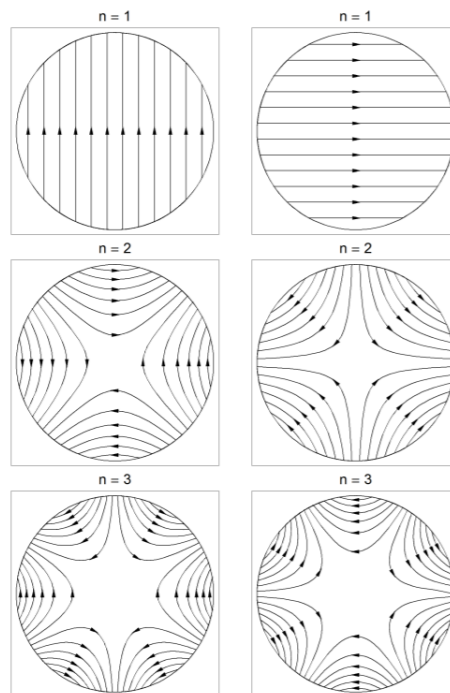 n = 1
n = 1
n = 2
n = 2
n = 3
n = 3